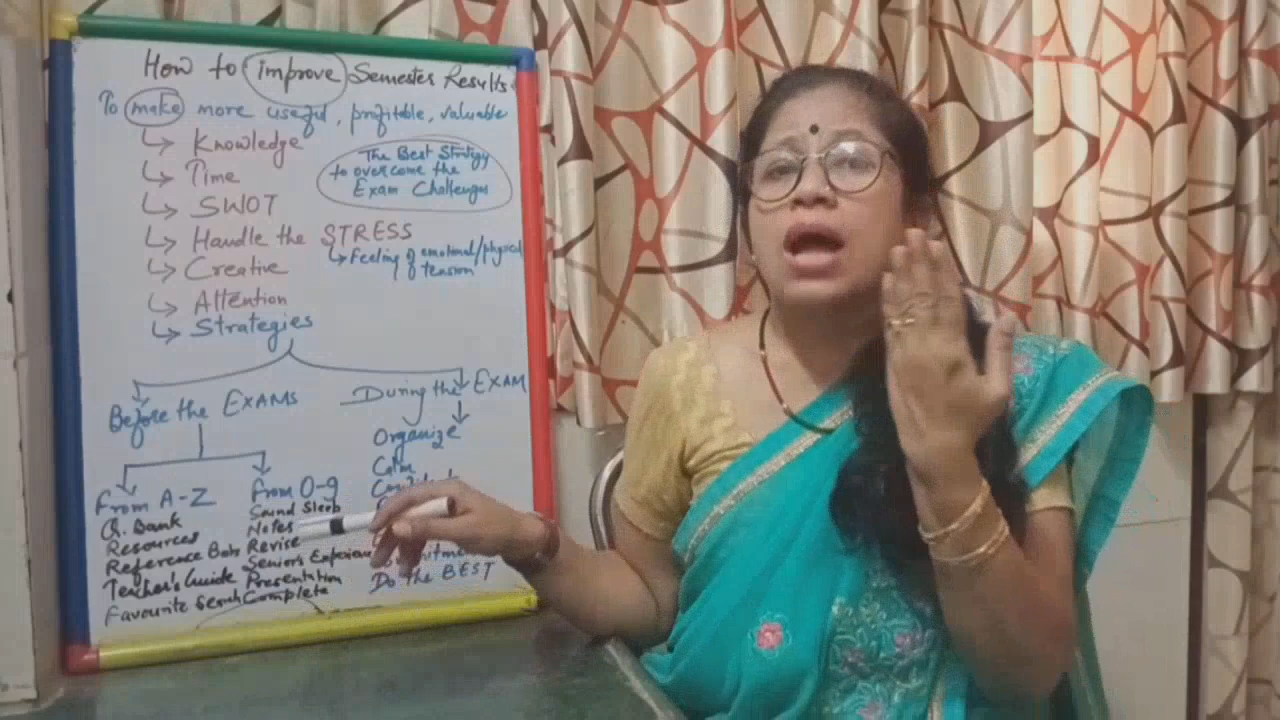 How to improve Semester Results.
To make more useful, profitable, valuable
Knowledge
Time
SWOT
Handle the STRESS
Feeling of emotional/physical
tension
Creative
Attention
Strategies
The Best Strategy
to overcome the
Exam Challenges
Before the EXAMS
From A-Z
Q. Bank
Resources
Reference
Teacher's Guide
Favourite
From 0-9
Sound Sleep
Notes
Revise
Senior's Experience
Presentation
Complete
During the EXAM
Organize
Calm
Do the BEST